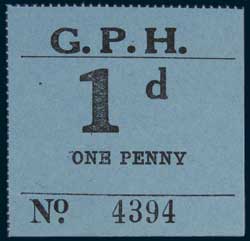 G. P. H.
1 d
ONE PENNY
No. 4394